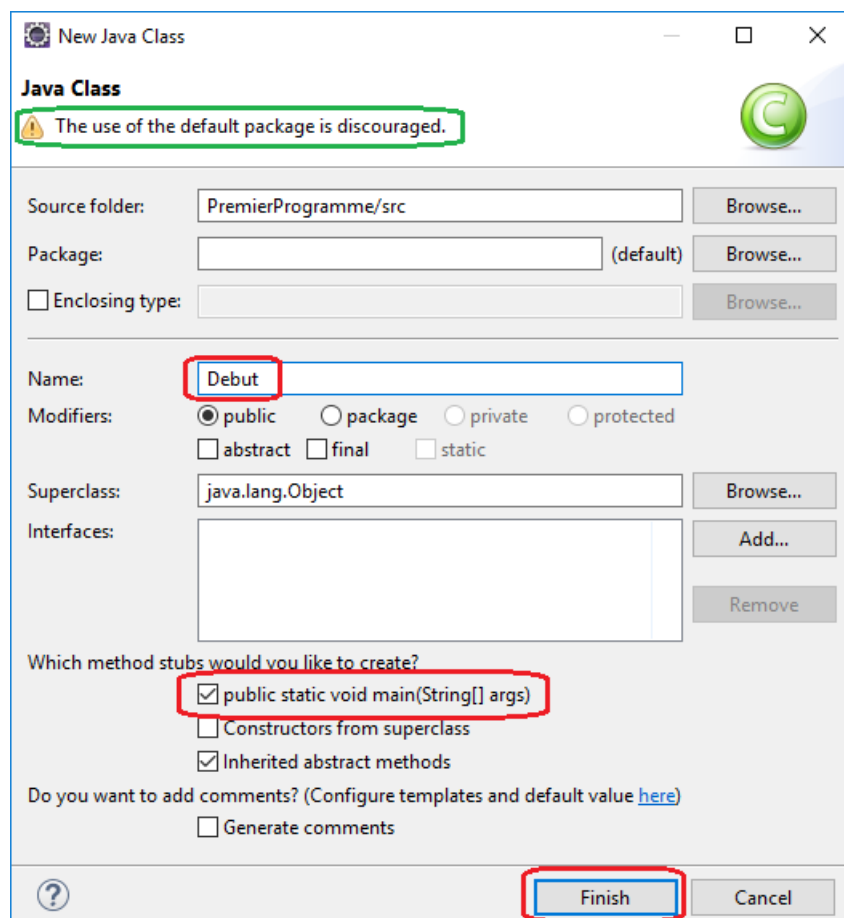 New Java Class
Java Class
The use of the default package is discouraged.
Source folder: PremierProgramme/src Browse...
Package: (default) Browse...
Enclosing type: Browse...
Name: Debut
Modifiers: public package private protected
abstract final static
Superclass: java.lang.Object Browse...
Interfaces: Add...
Remove
Which method stubs would you like to create?
public static void main(String[] args)
Constructors from superclass
Inherited abstract methods
Do you want to add comments? (Configure templates and default value here)
Generate comments
? Finish Cancel